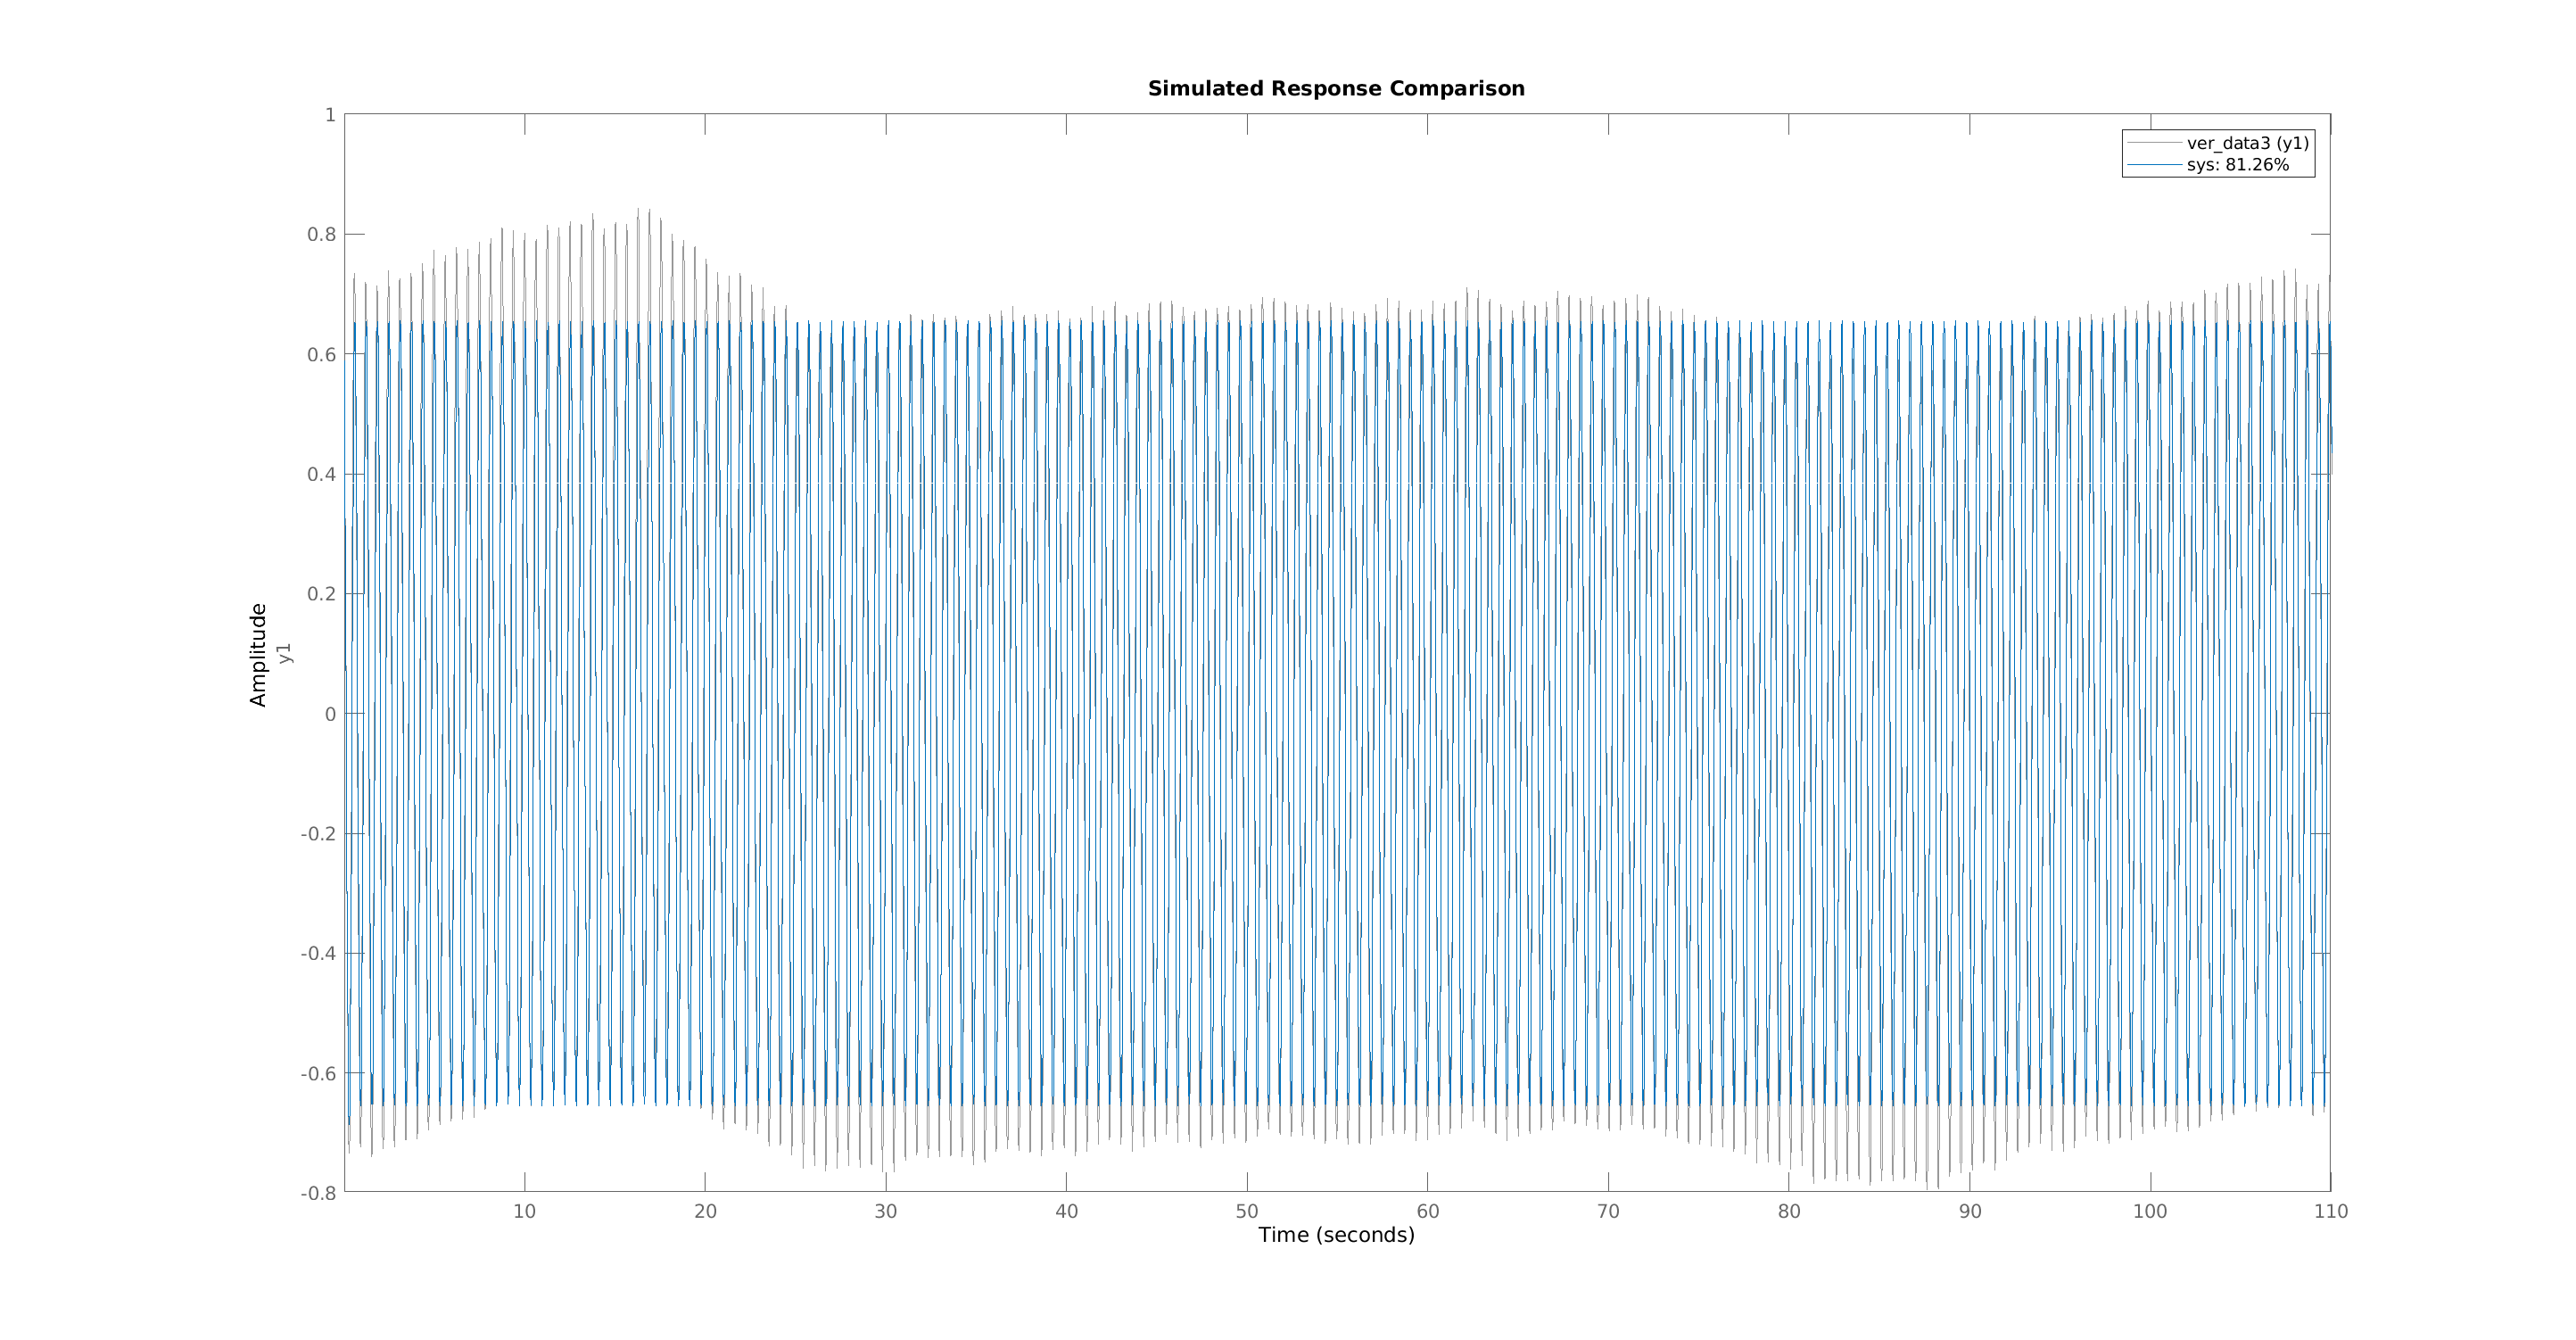 Simulated Response Comparison
1
0.8
0.6
0.4
0.2
0
-0.2
-0.4
-0.6
-0.8
Amplitude
y1
ver_data3 (y1)
sys: 81.26%
10 20 30 40 50 60 70 80 90 100 110
Time (seconds)